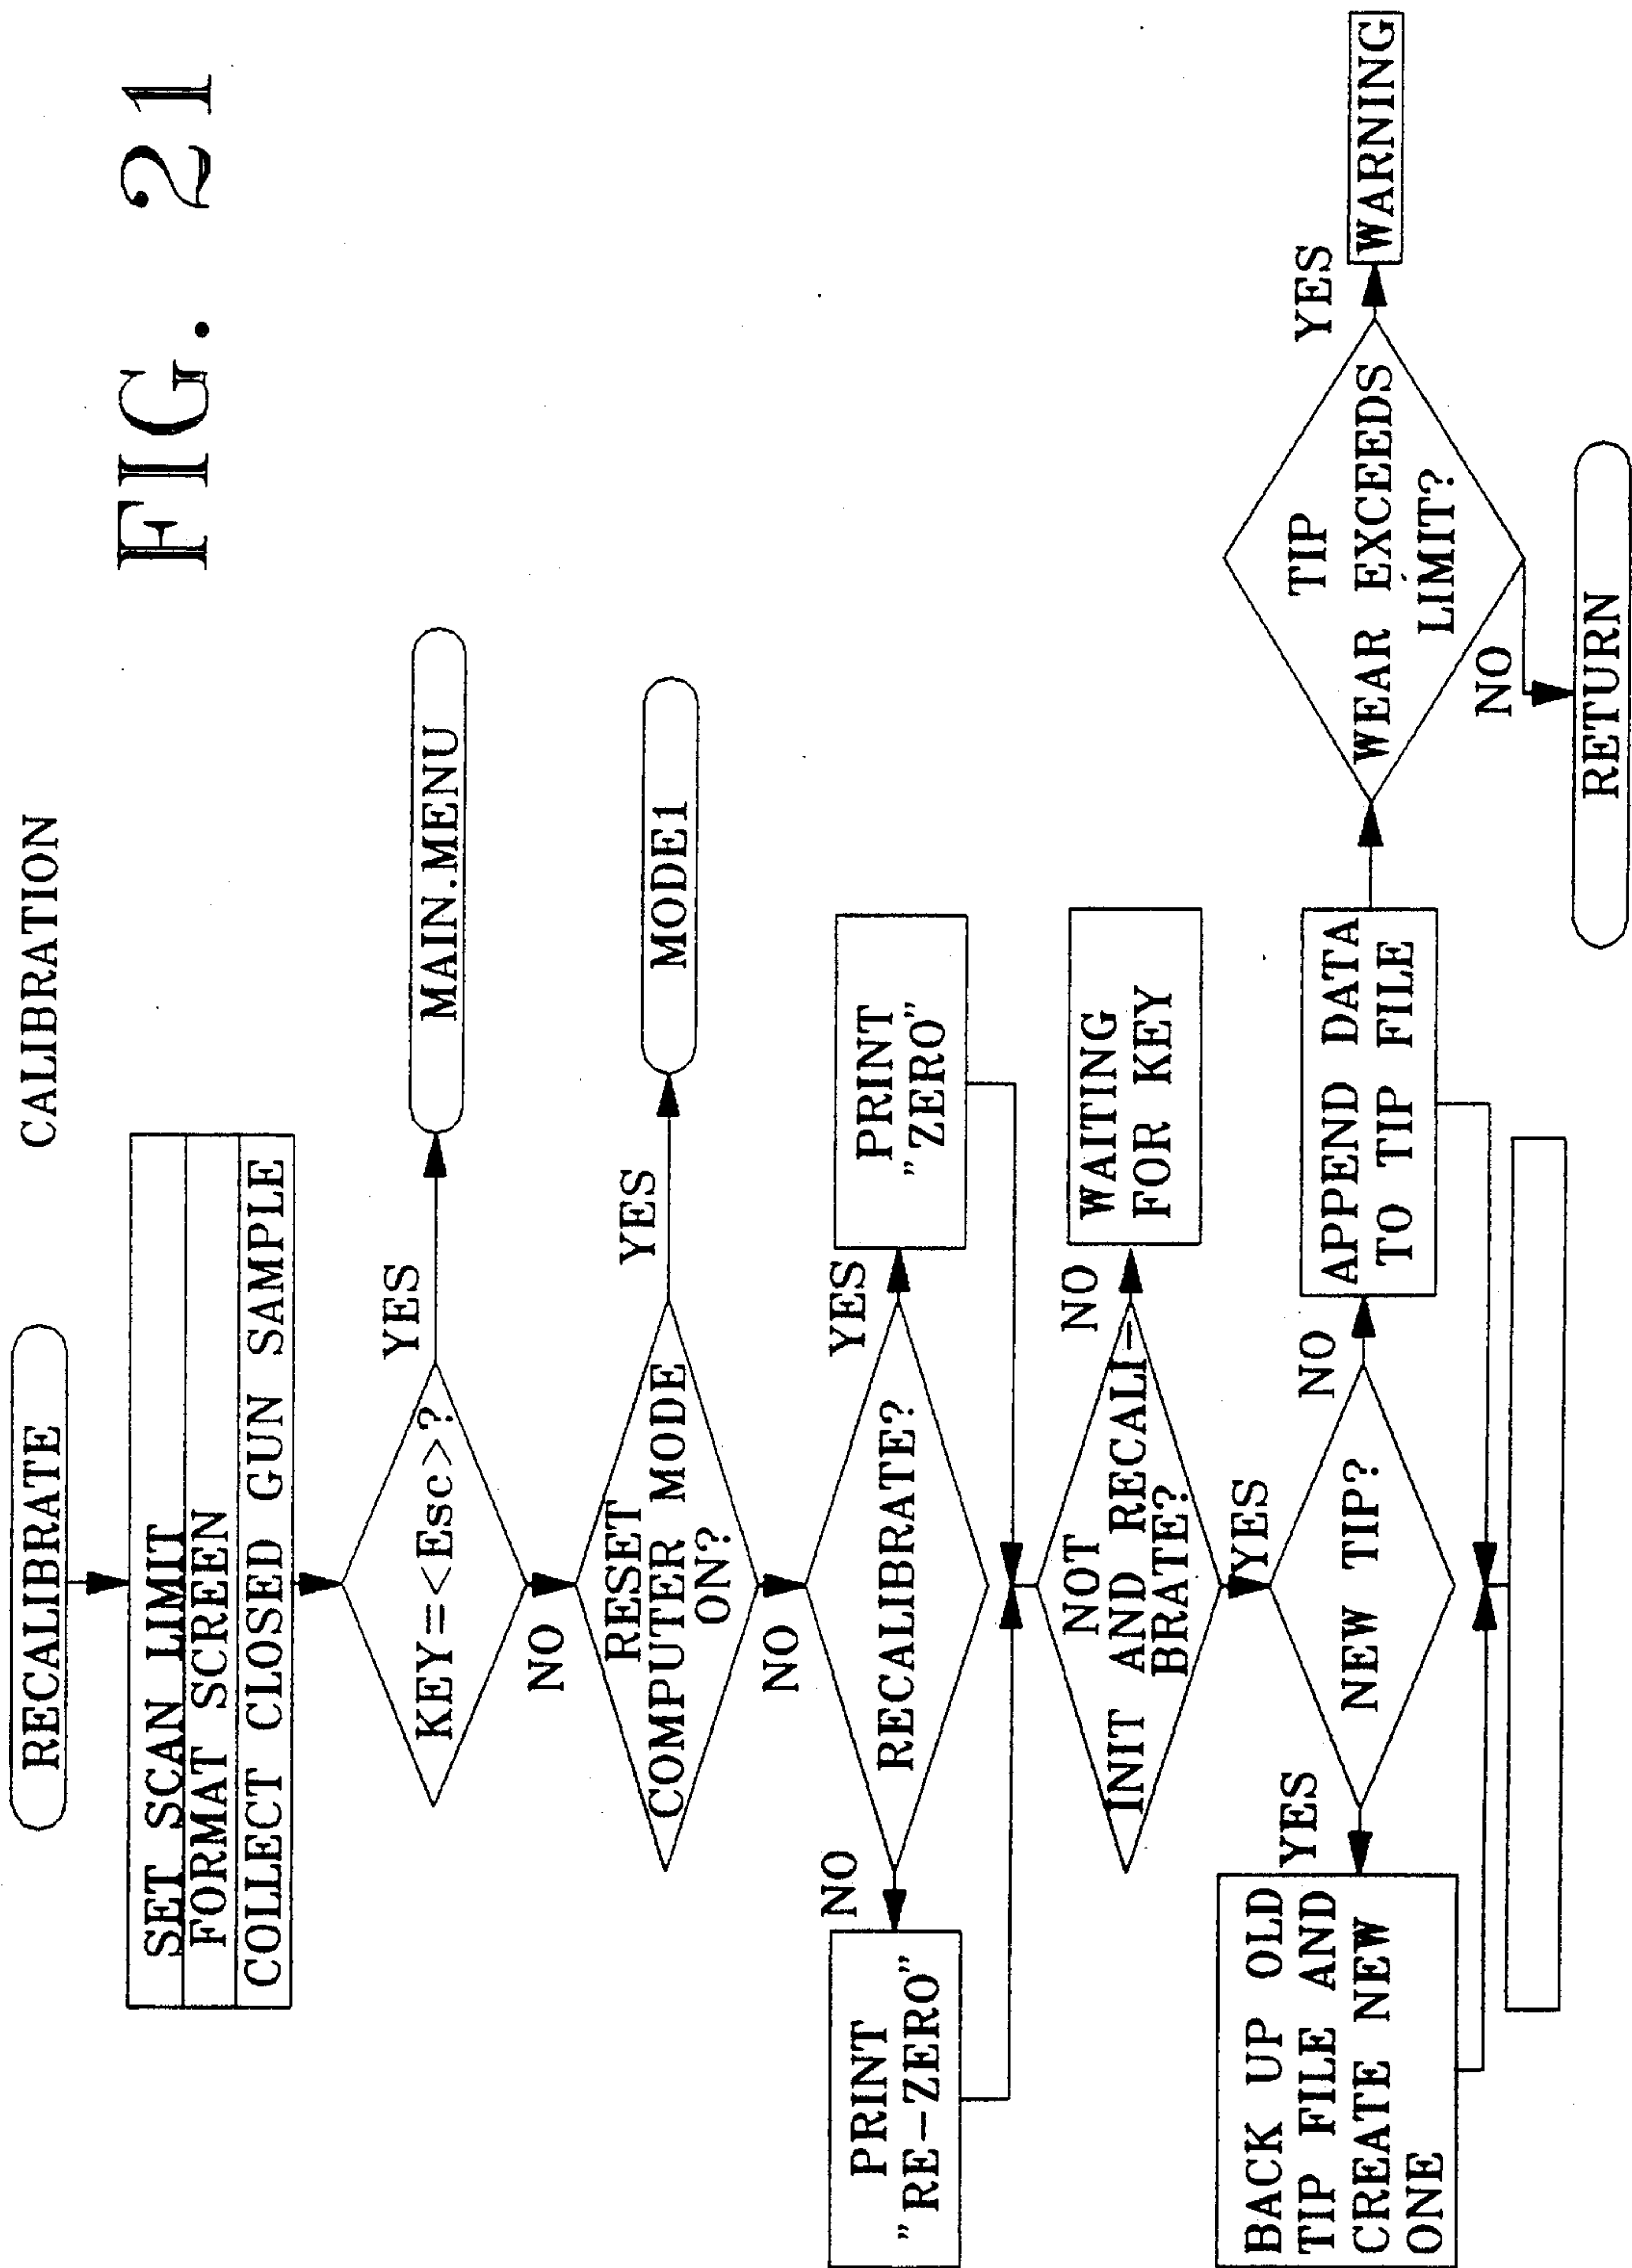 FIG. 21
CALIBRATION
RECALIBRATE
SET SCAN LIMIT
FORMAT SCREEN
COLLECT CLOSED GUN SAMPLE
KEY=<Esc>?
YES
MAIN.MENU
NO
RESET
COMPUTER MODE
ON?
YES
MODE1
NO
RECALIBRATE?
NO
PRINT
"RE-ZERO"
YES
PRINT
"ZERO"
NOT
INIT AND RECALI-
BRATE?
NO
WAITING
FOR KEY
YES
NEW TIP?
YES
BACK UP OLD
TIP FILE AND
CREATE NEW
ONE
NO
APPEND DATA
TO TIP FILE
TIP
WEAR EXCEEDS
LIMIT?
YES
WARNING
NO
RETURN